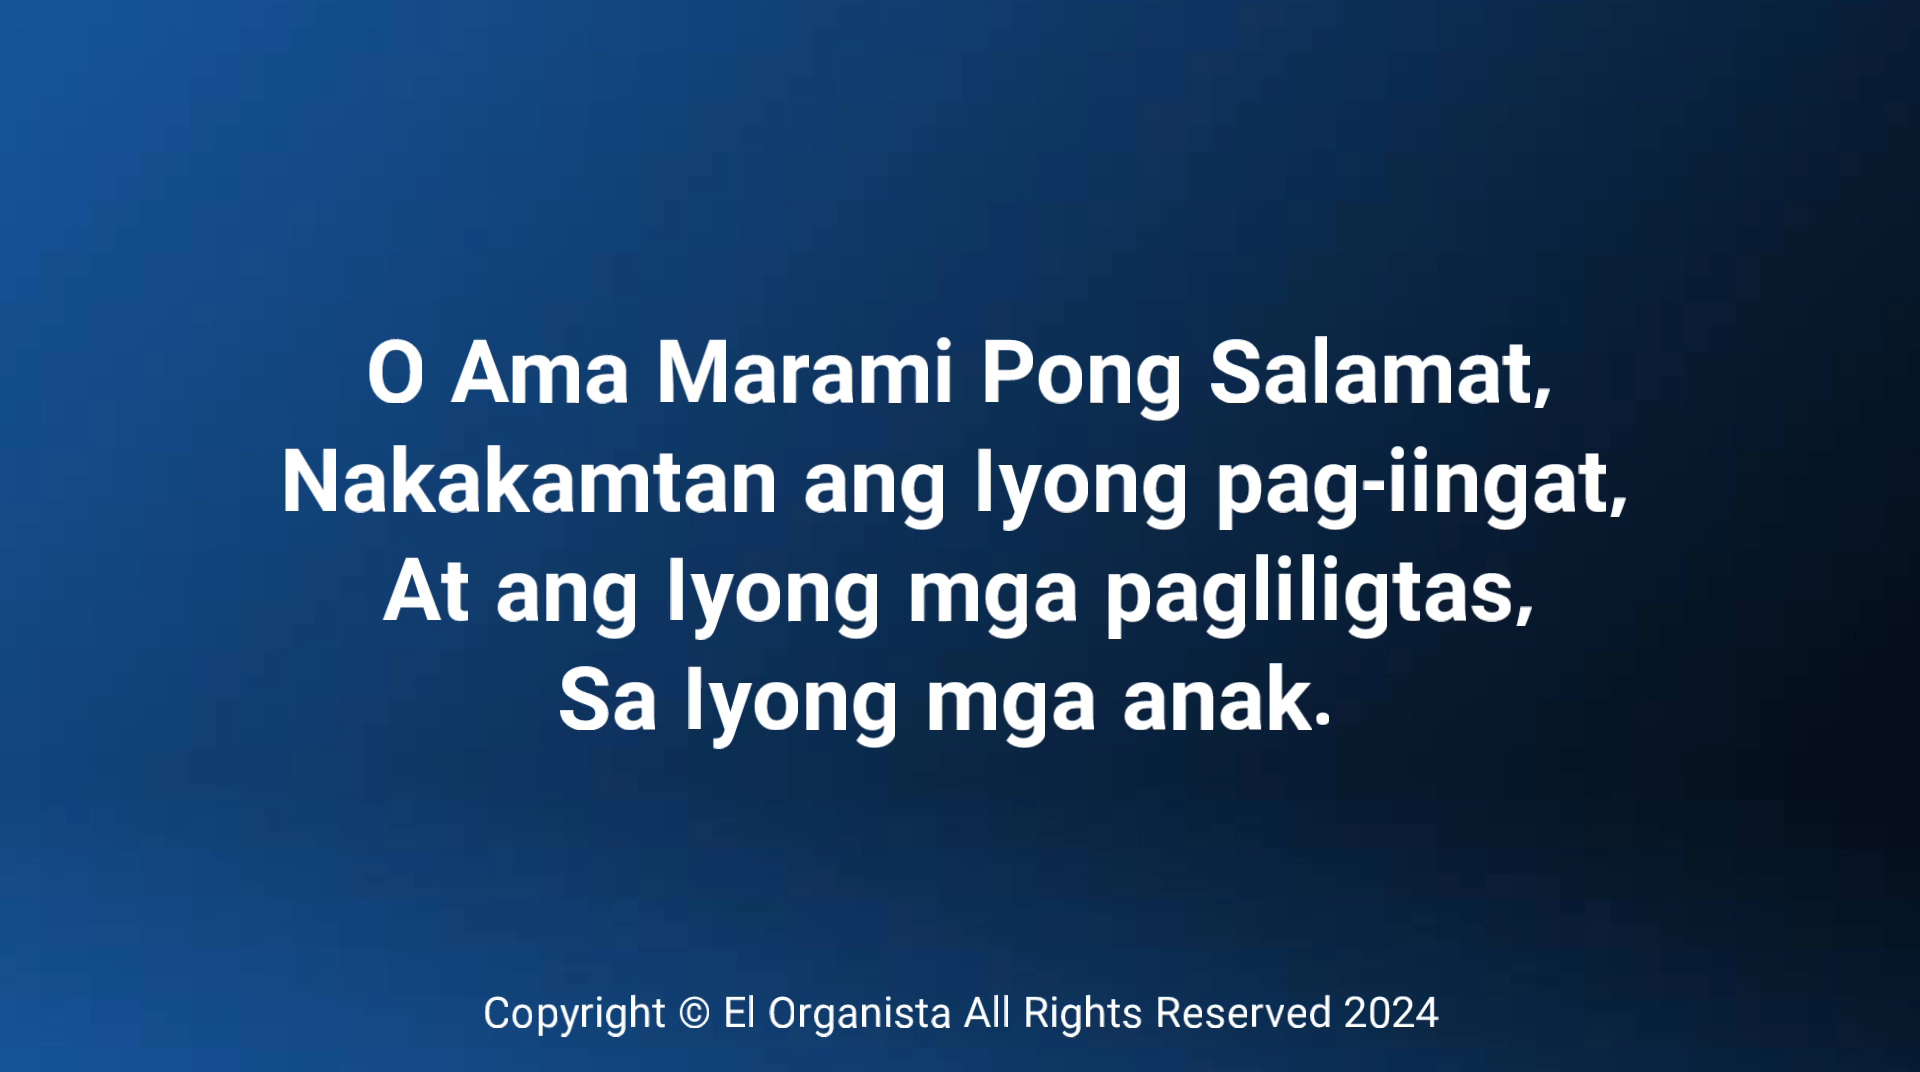 O Ama Marami Pong Salamat,
Nakakamtan ang Iyong pag-iingat,
At ang Iyong mga pagliligtas,
Sa Iyong mga anak.
Copyright © El Organista All Rights Reserved 2024